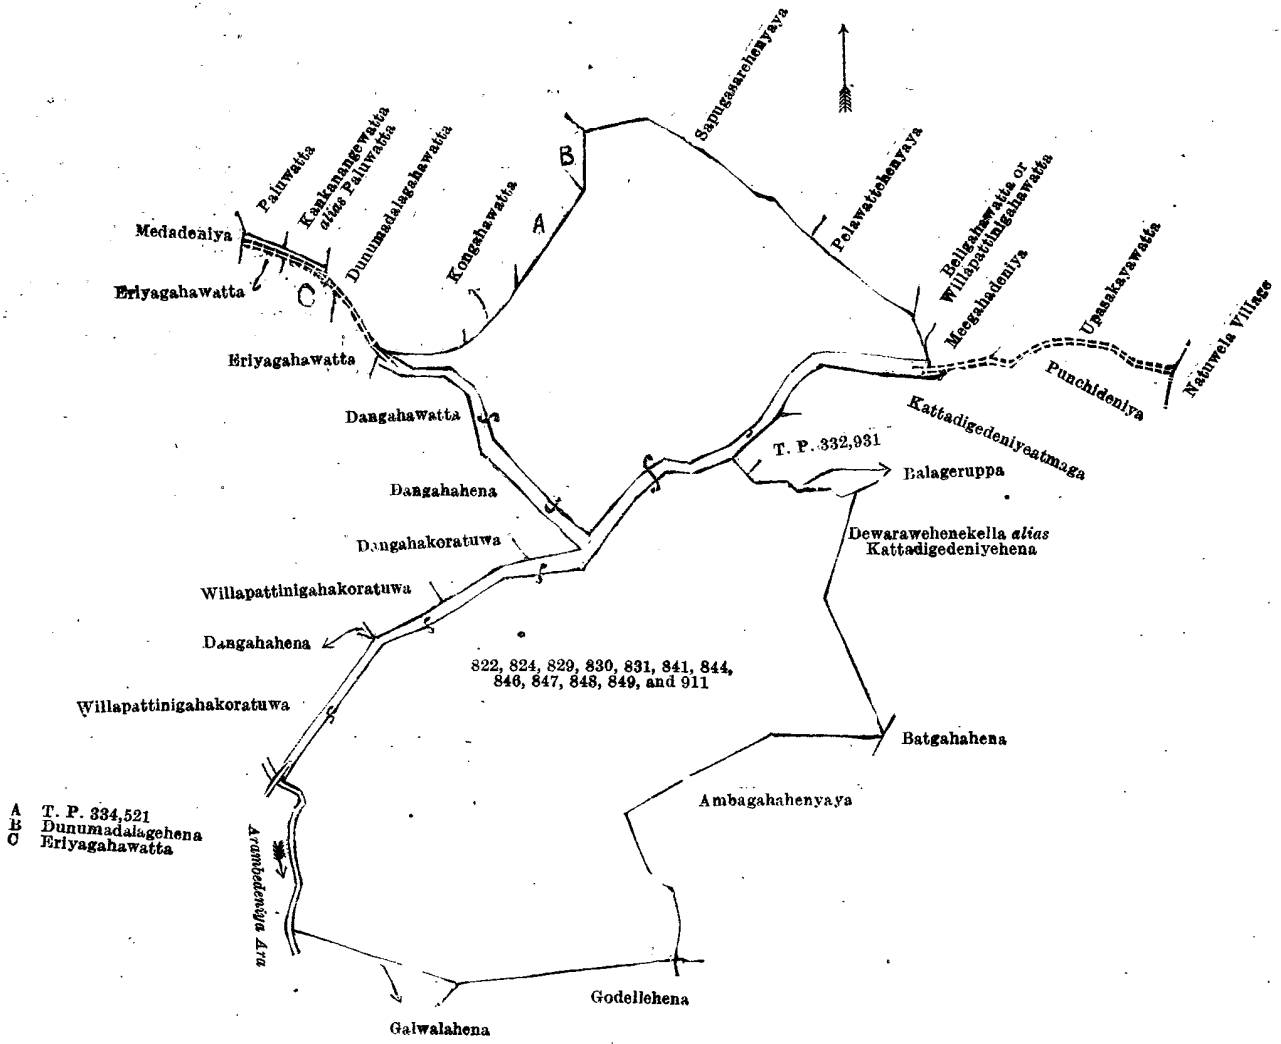 Sapugasarehenyaya
Paluwatta
Kankanangewatta
alias Paluwatta
Dunumadalagahawatta
Kongahawatta
B
A
Pelawattehenyaya
Beligahawatta or
Willapattinigahawatta
Meegahadeniya
Upasakayawatta
Natuwela Village
Medadeniya
Eriyagahawatta
C
Eriyagahawatta
Punchideniya
Kattadigedeniyeatmaga
Dangahawatta
T. P. 332,931
Balageruppa
Dangahahena
Dewarawehenekella alias
Kattadigedeniyehena
Dangahakoratuwa
Willapattinigahakoratuwa
Dangahahena
822, 824, 829, 830, 831, 841, 844,
846, 847, 848, 849, and 911
Willapattinigahakoratuwa
Batgahahena
Ambagahahenyaya
A T. P. 334,521
B Dunumadalagehena
C Eriyagahawatta
Arambedeniya Ara
Godellehena
Galwalahena